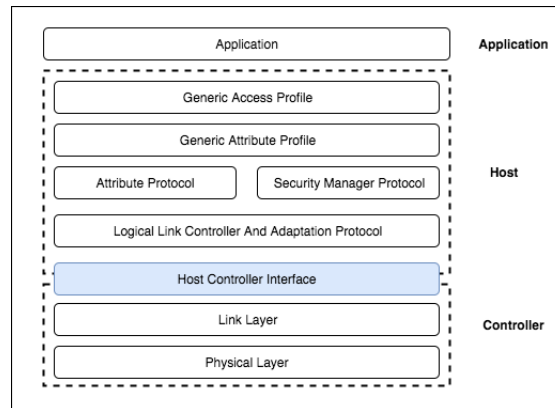 Application
Application
Generic Access Profile
Generic Attribute Profile
Attribute Protocol
Security Manager Protocol
Host
Logical Link Controller And Adaptation Protocol
Host Controller Interface
Link Layer
Controller
Physical Layer